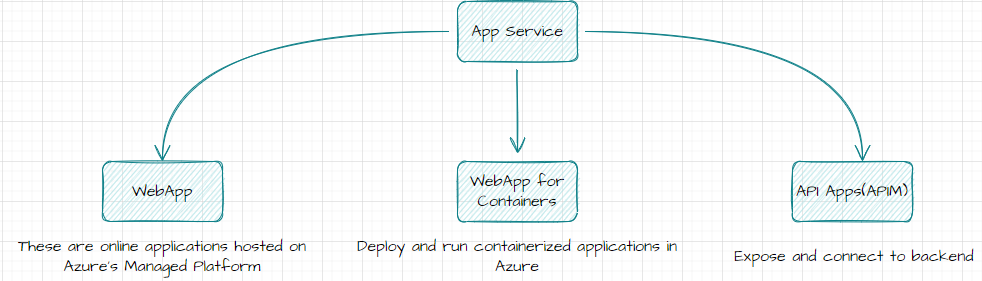 App Service
WebApp
WebApp for
Containers
API Apps(APIM)
These are online applications hosted on
Azure's Managed Platform
Deploy and run containerized applications in
Azure
Expose and connect to backend